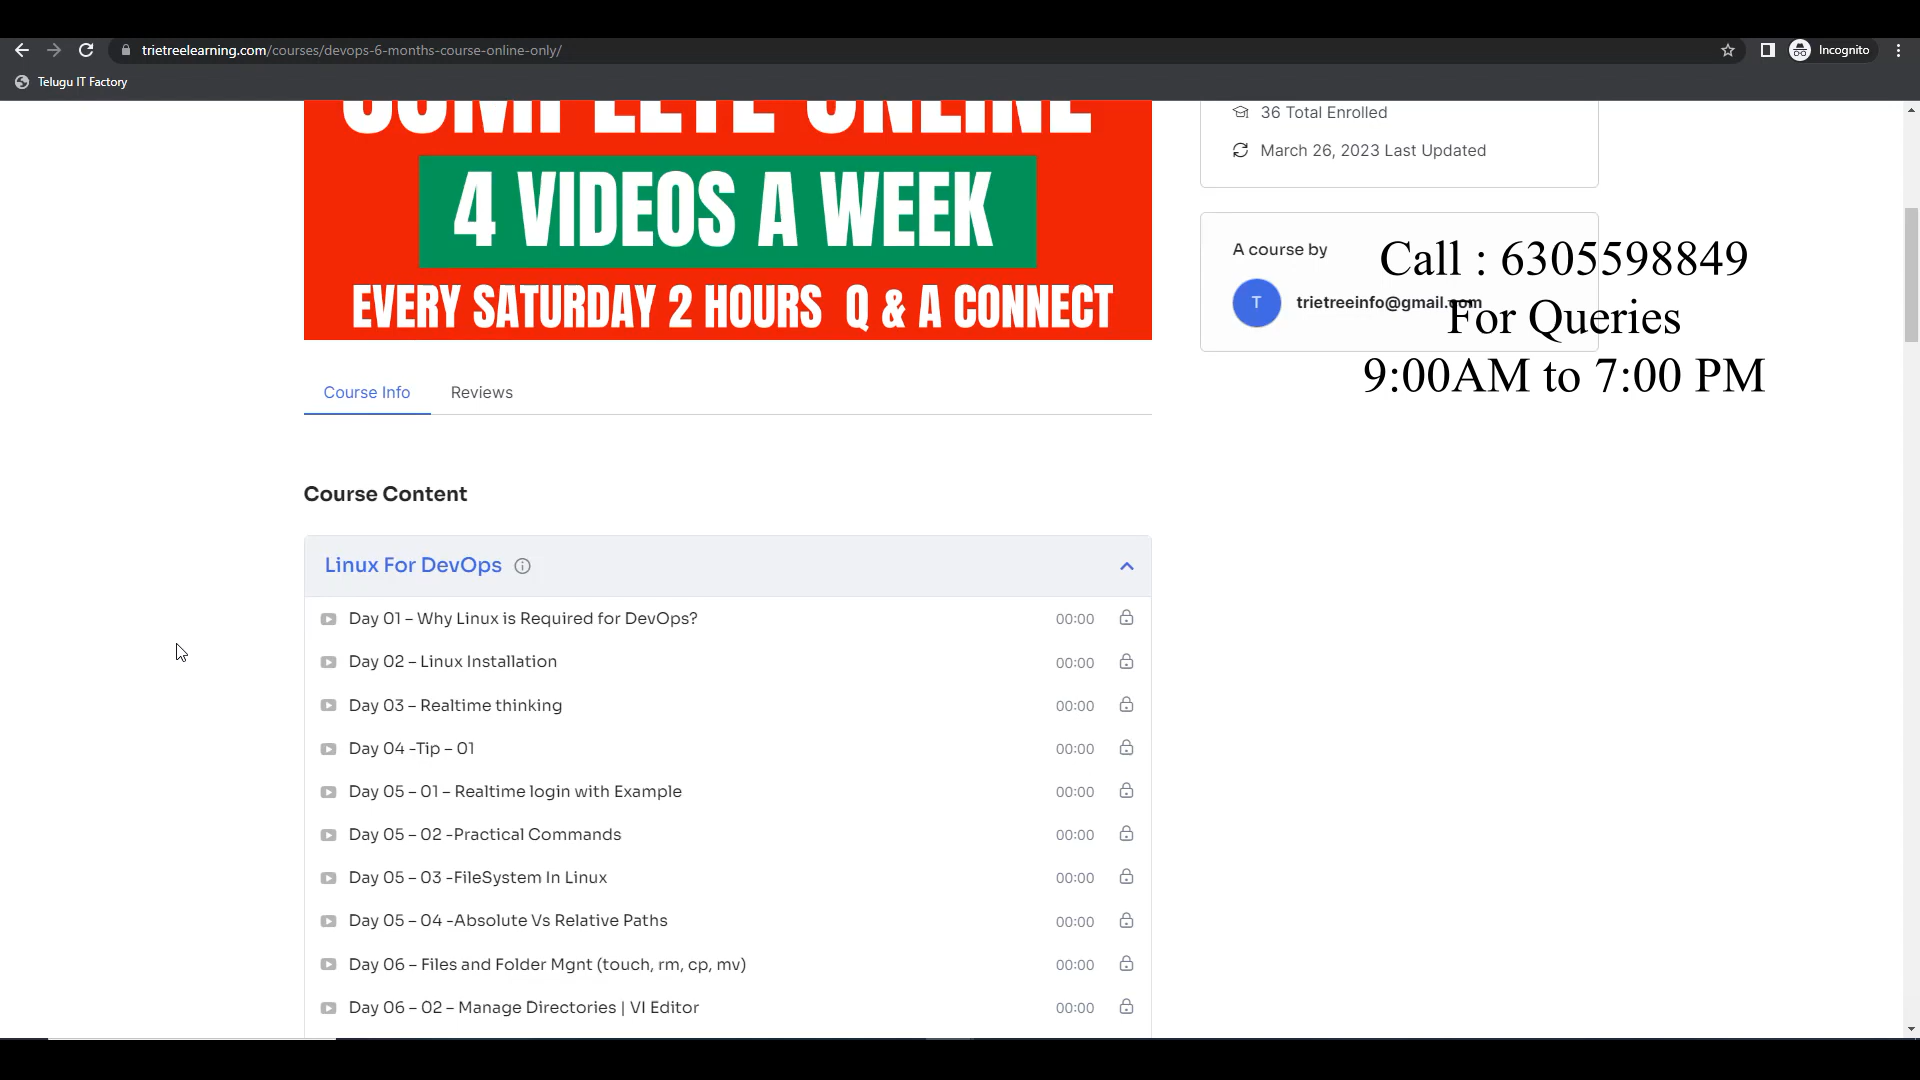 trietreelearning.com/courses/devops-6-months-course-online-only/
Incognito
Telugu IT Factory
COMPLETE ONLINE
4 VIDEOS A WEEK
EVERY SATURDAY 2 HOURS Q & A CONNECT
36 Total Enrolled
March 26, 2023 Last Updated
A course by
T
trietreeinfo@gmail.com
Call : 6305598849
For Queries
9:00AM to 7:00 PM
Course Info
Reviews
Course Content
Linux For DevOps
Day 01 – Why Linux is Required for DevOps? 00:00
Day 02 – Linux Installation 00:00
Day 03 – Realtime thinking 00:00
Day 04 -Tip – 01 00:00
Day 05 – 01 – Realtime login with Example 00:00
Day 05 – 02 -Practical Commands 00:00
Day 05 – 03 -FileSystem In Linux 00:00
Day 05 – 04 -Absolute Vs Relative Paths 00:00
Day 06 – Files and Folder Mgnt (touch, rm, cp, mv) 00:00
Day 06 – 02 – Manage Directories | VI Editor 00:00